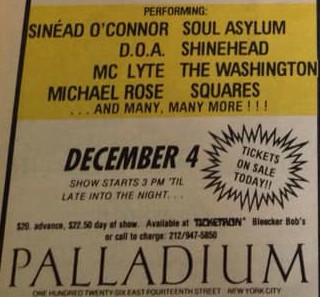 PERFORMING:
SINÉAD O'CONNOR SOUL ASYLUM
D.O.A. SHINEHEAD
MC LYTE THE WASHINGTON
MICHAEL ROSE SQUARES
. . . AND MANY, MANY MORE ! ! !
DECEMBER 4
SHOW STARTS 3 PM 'TIL
LATE INTO THE NIGHT. . .
TICKETS
ON SALE
TODAY!!
$20. advance, $22.50 day of show. Available at TICKETRON® Bleecker Bob's
or call to charge: 212/947-5850
PALLADIUM
ONE HUNDRED TWENTY-SIX EAST FOURTEENTH STREET NEW YORK CITY